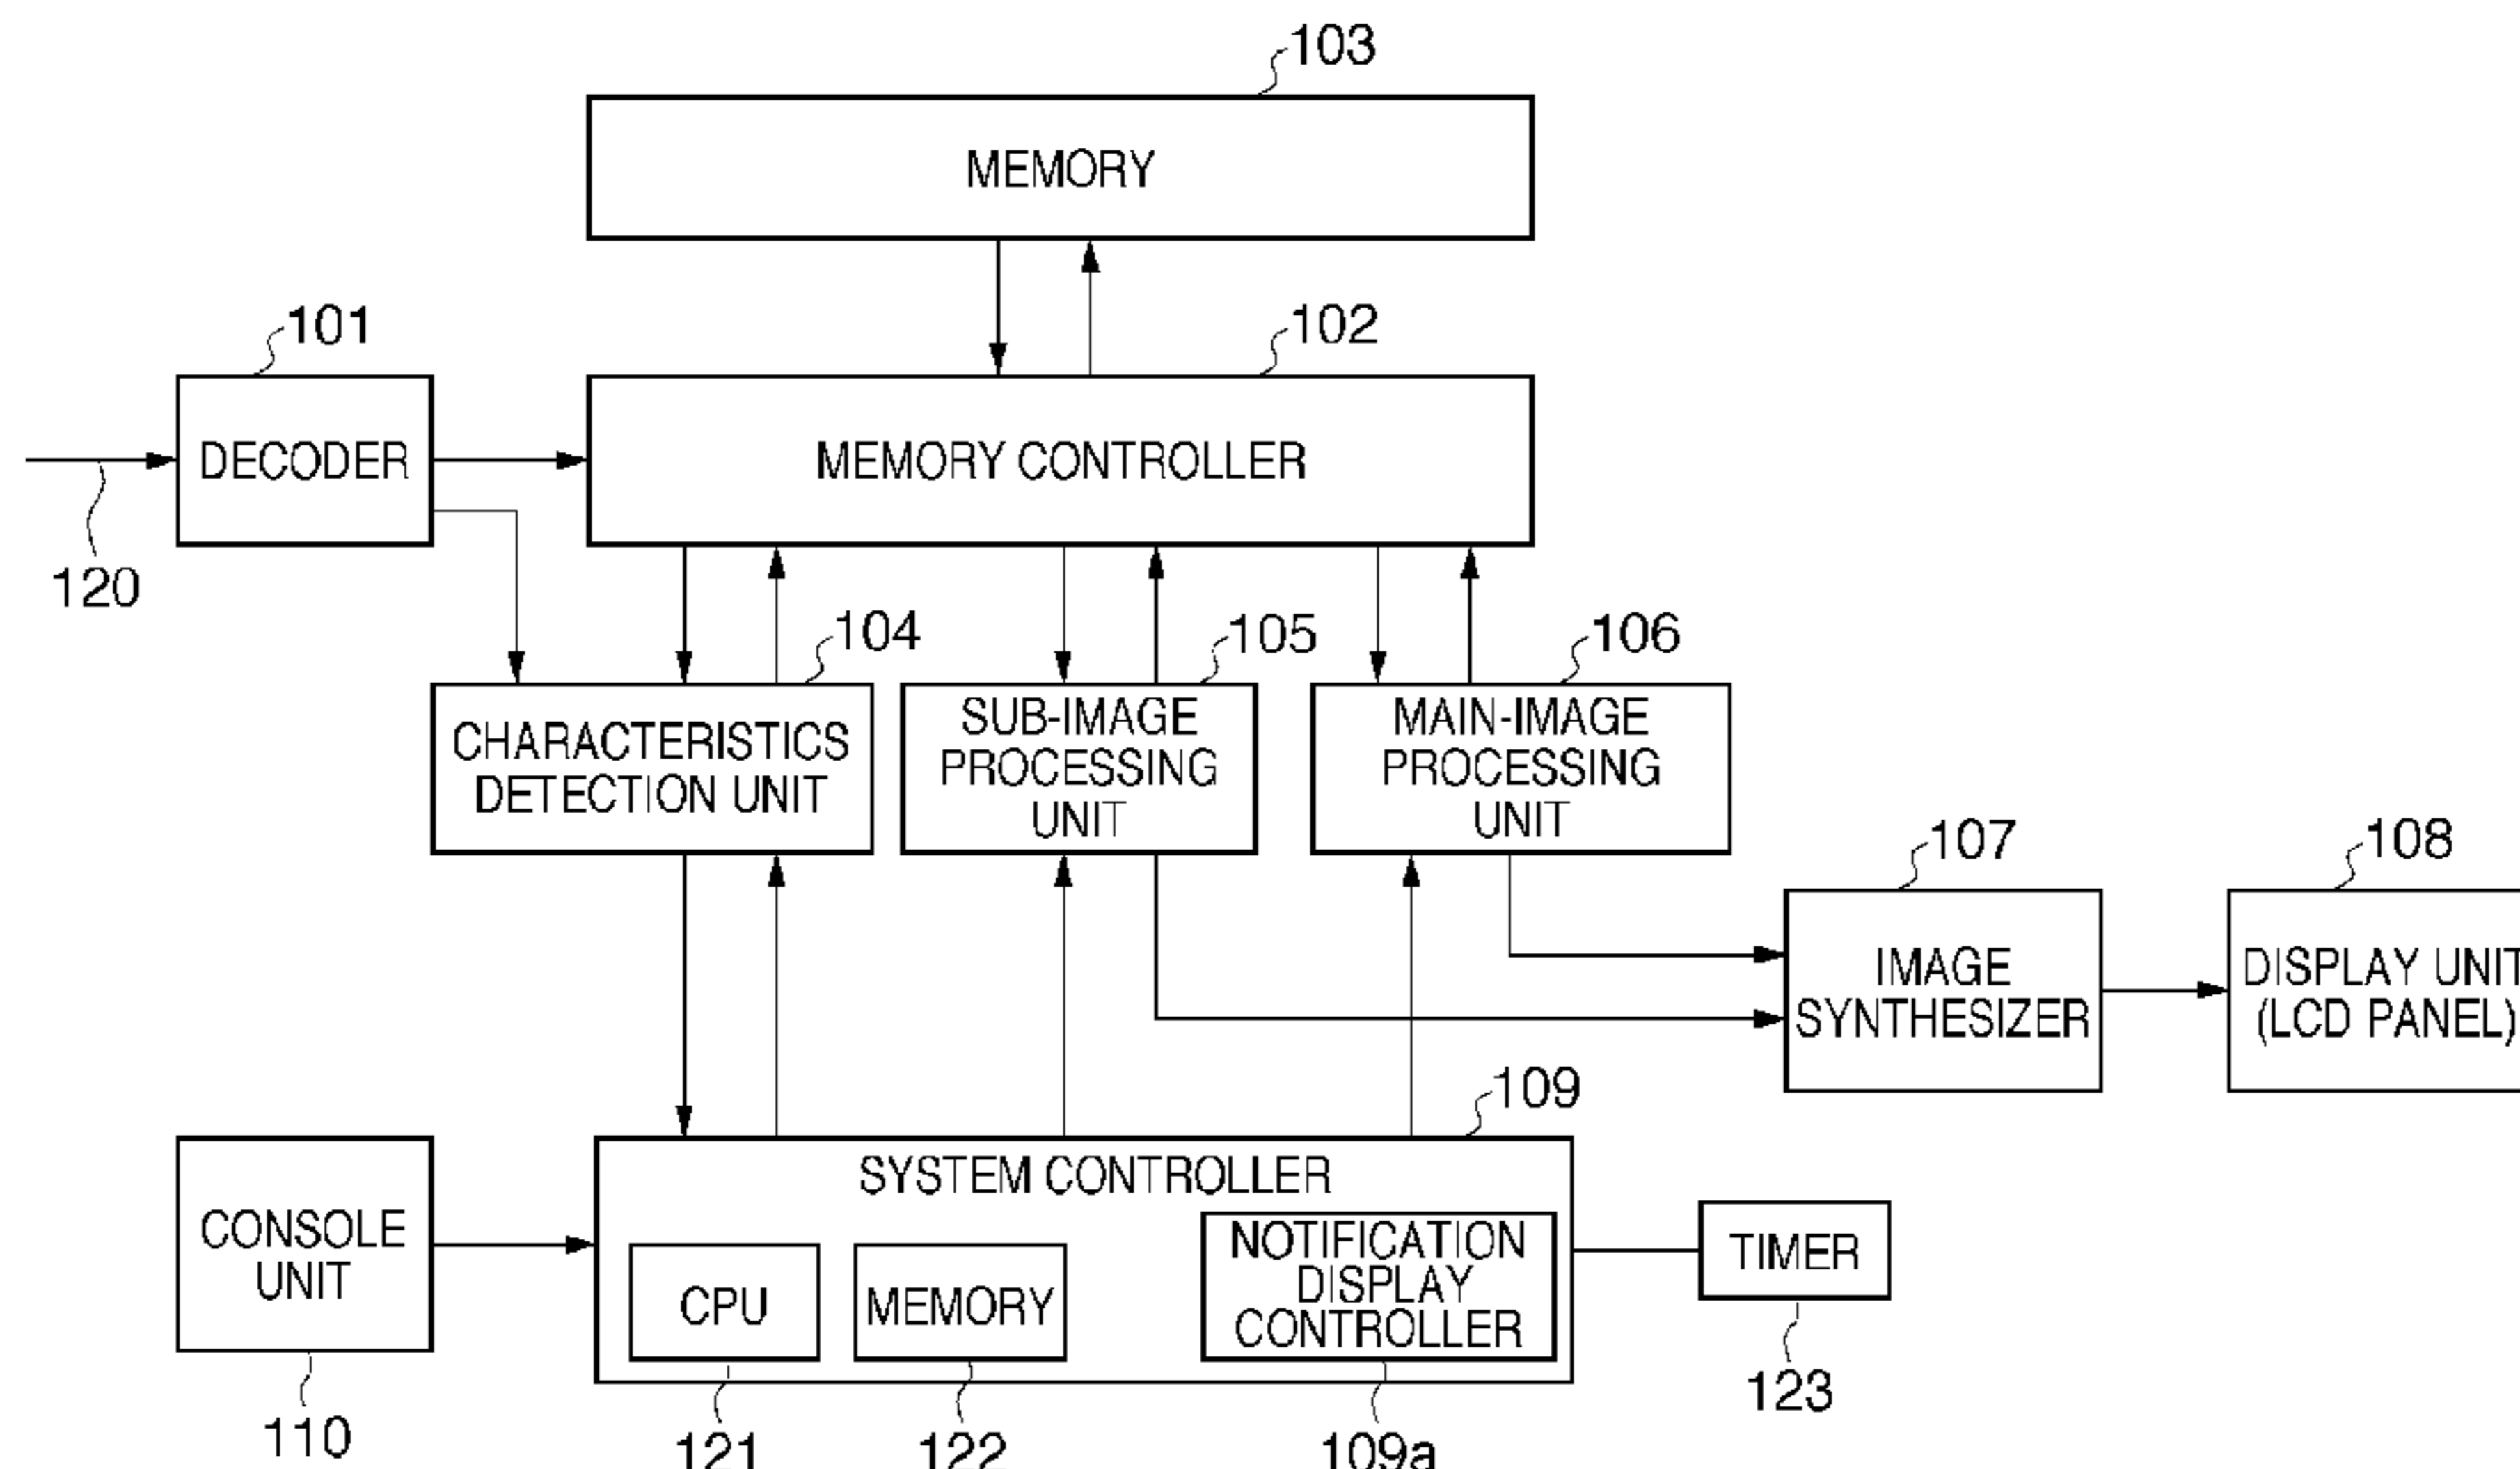 103
MEMORY
101
102
DECODER
MEMORY CONTROLLER
120
104
105
106
CHARACTERISTICS
DETECTION UNIT
SUB-IMAGE
PROCESSING
UNIT
MAIN-IMAGE
PROCESSING
UNIT
107
108
IMAGE
SYNTHESIZER
DISPLAY UNIT
(LCD PANEL)
109
SYSTEM CONTROLLER
CONSOLE
UNIT
CPU
MEMORY
NOTIFICATION
DISPLAY
CONTROLLER
TIMER
110
121
122
109a
123